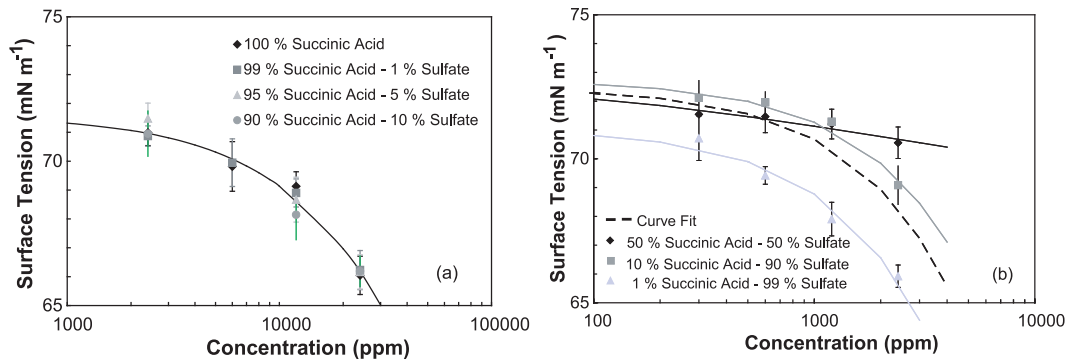 75
70
65
Surface Tension (mN m-1)
100 % Succinic Acid
99 % Succinic Acid - 1 % Sulfate
95 % Succinic Acid - 5 % Sulfate
90 % Succinic Acid - 10 % Sulfate
(a)
1000
10000
100000
Concentration (ppm)
75
70
65
Surface Tension (mN m-1)
Curve Fit
50 % Succinic Acid - 50 % Sulfate
10 % Succinic Acid - 90 % Sulfate
1 % Succinic Acid - 99 % Sulfate
(b)
100
1000
10000
Concentration (ppm)